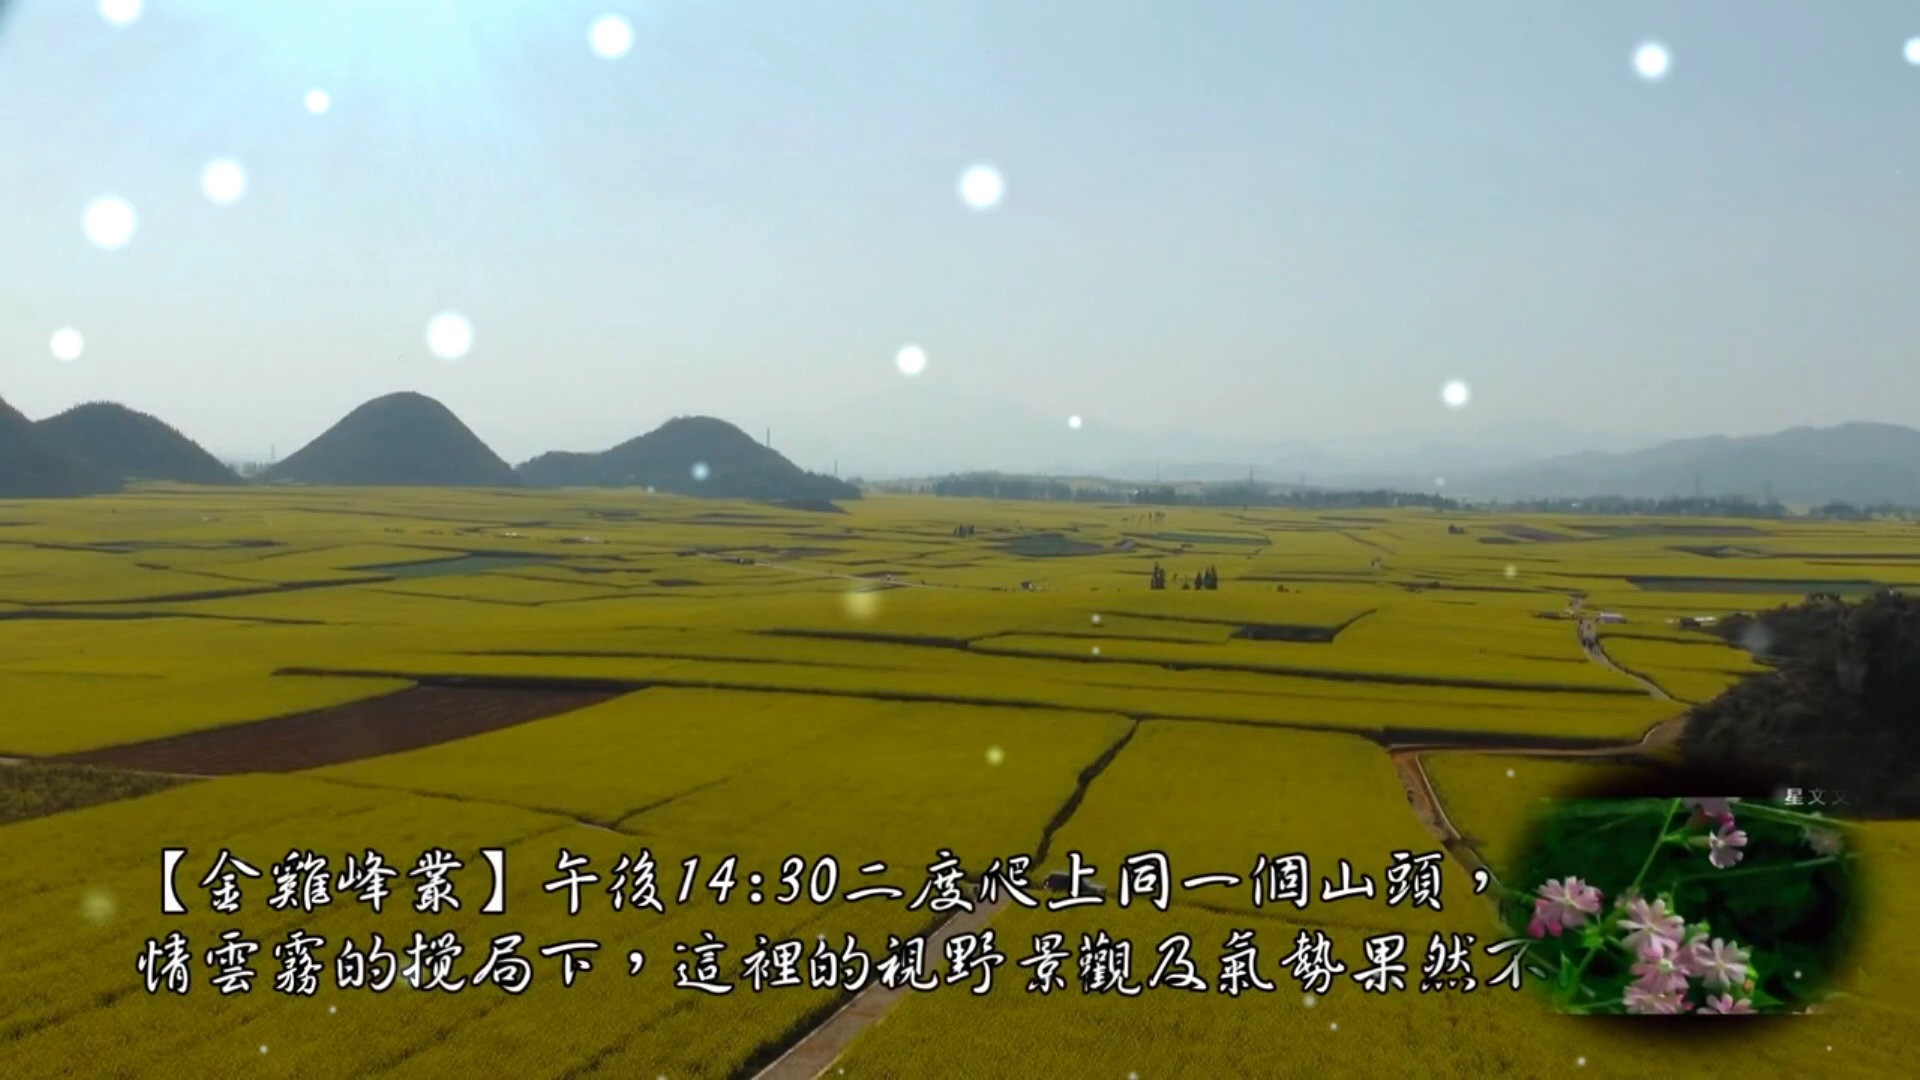 星文
【金雞峰叢】午後14:30二度爬上同一個山頭，
情雲霧的攪局下，這裡的視野景觀及氣勢果然不